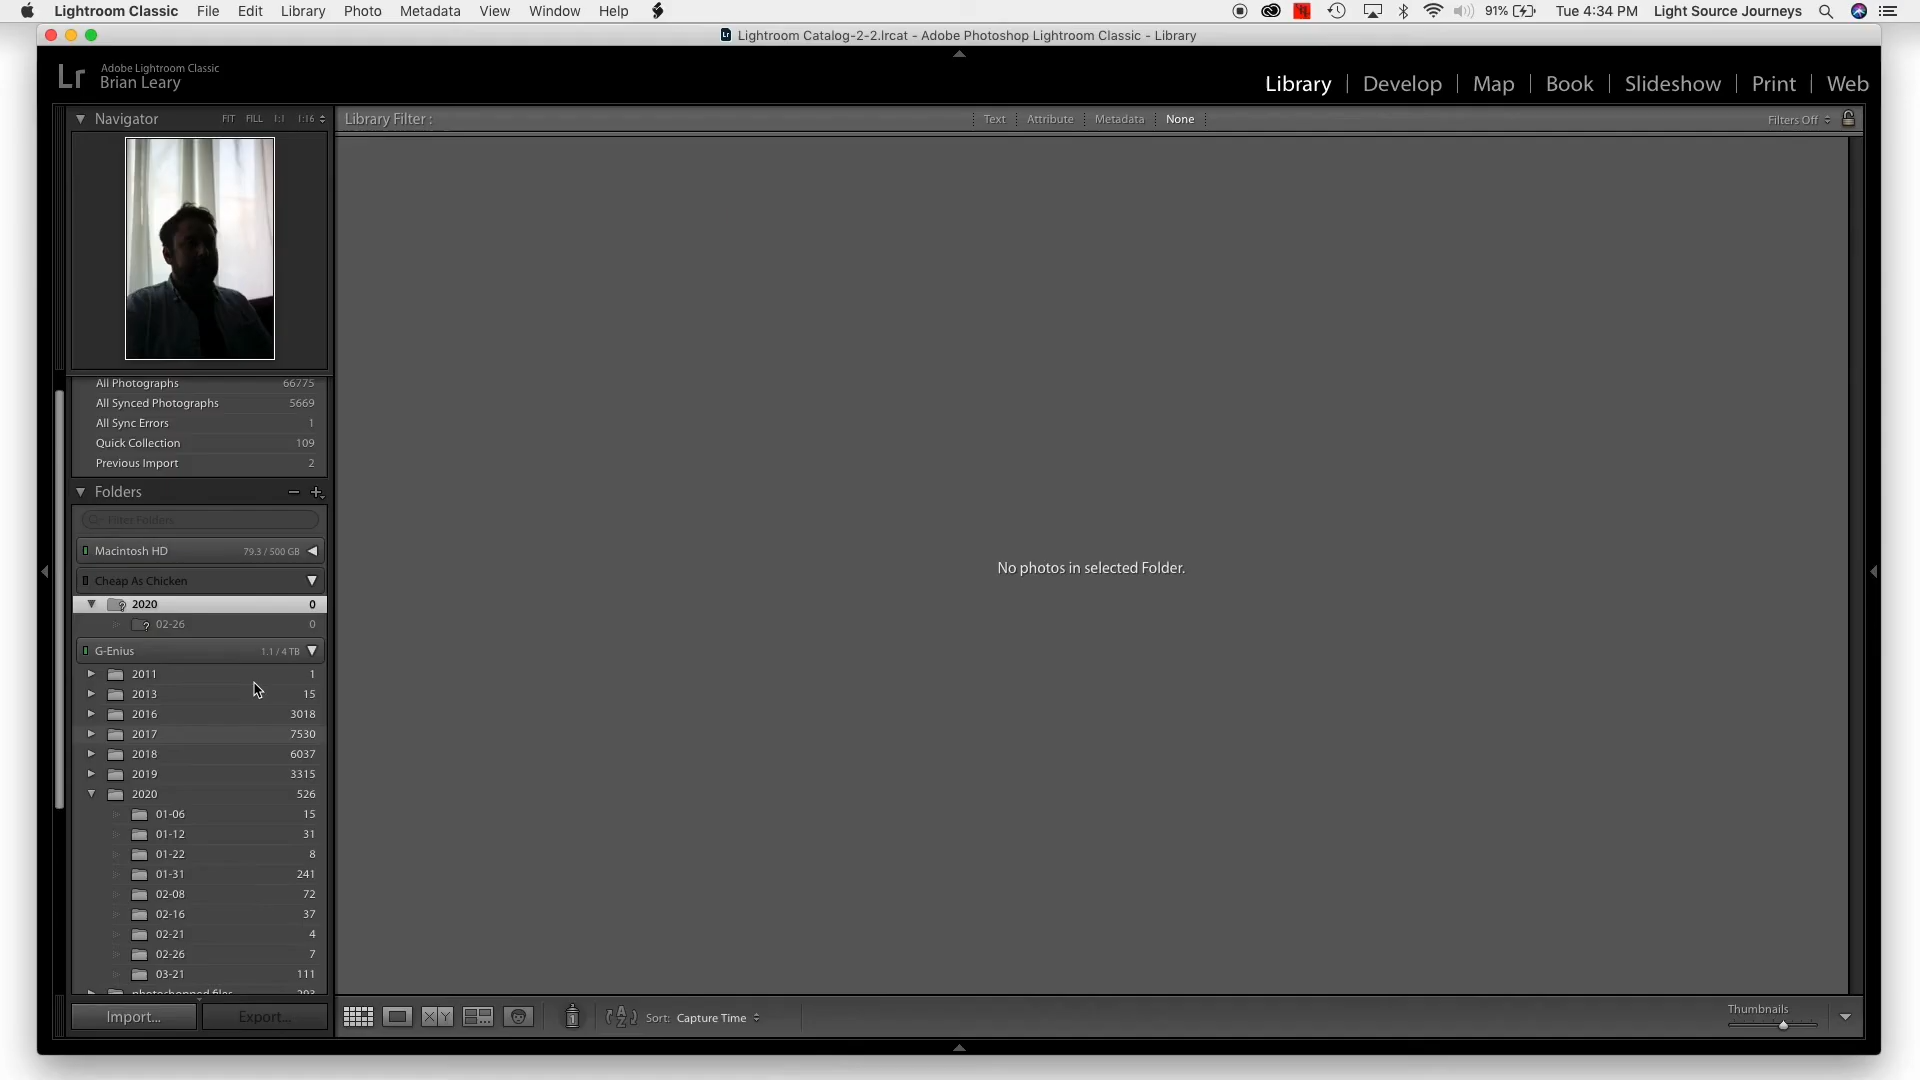 Lightroom Classic File Edit Library Photo Metadata View Window Help 91% Tue 4:34 PM Light Source Journeys
Lr Lightroom Catalog-2-2.lrcat - Adobe Photoshop Lightroom Classic - Library
Lr Adobe Lightroom Classic
Brian Leary
Library | Develop | Map | Book | Slideshow | Print | Web
Navigator FIT FILL 1:1 1:16
Library Filter : Text Attribute Metadata None Filters Off
All Photographs 66775
All Synced Photographs 5669
All Sync Errors 1
Quick Collection 109
Previous Import 2
Folders
Filter Folders
Macintosh HD 79.3 / 500 GB
Cheap As Chicken
2020 0
02-26 0
G-Enius 1.1 / 4 TB
2011 1
2013 15
2016 3018
2017 7530
2018 6037
2019 3315
2020 526
01-06 15
01-12 31
01-22 8
01-31 241
02-08 72
02-16 37
02-21 4
02-26 7
03-21 111
photoshopped files 293
No photos in selected Folder.
Import... Export...
X Y
Sort: Capture Time
Thumbnails